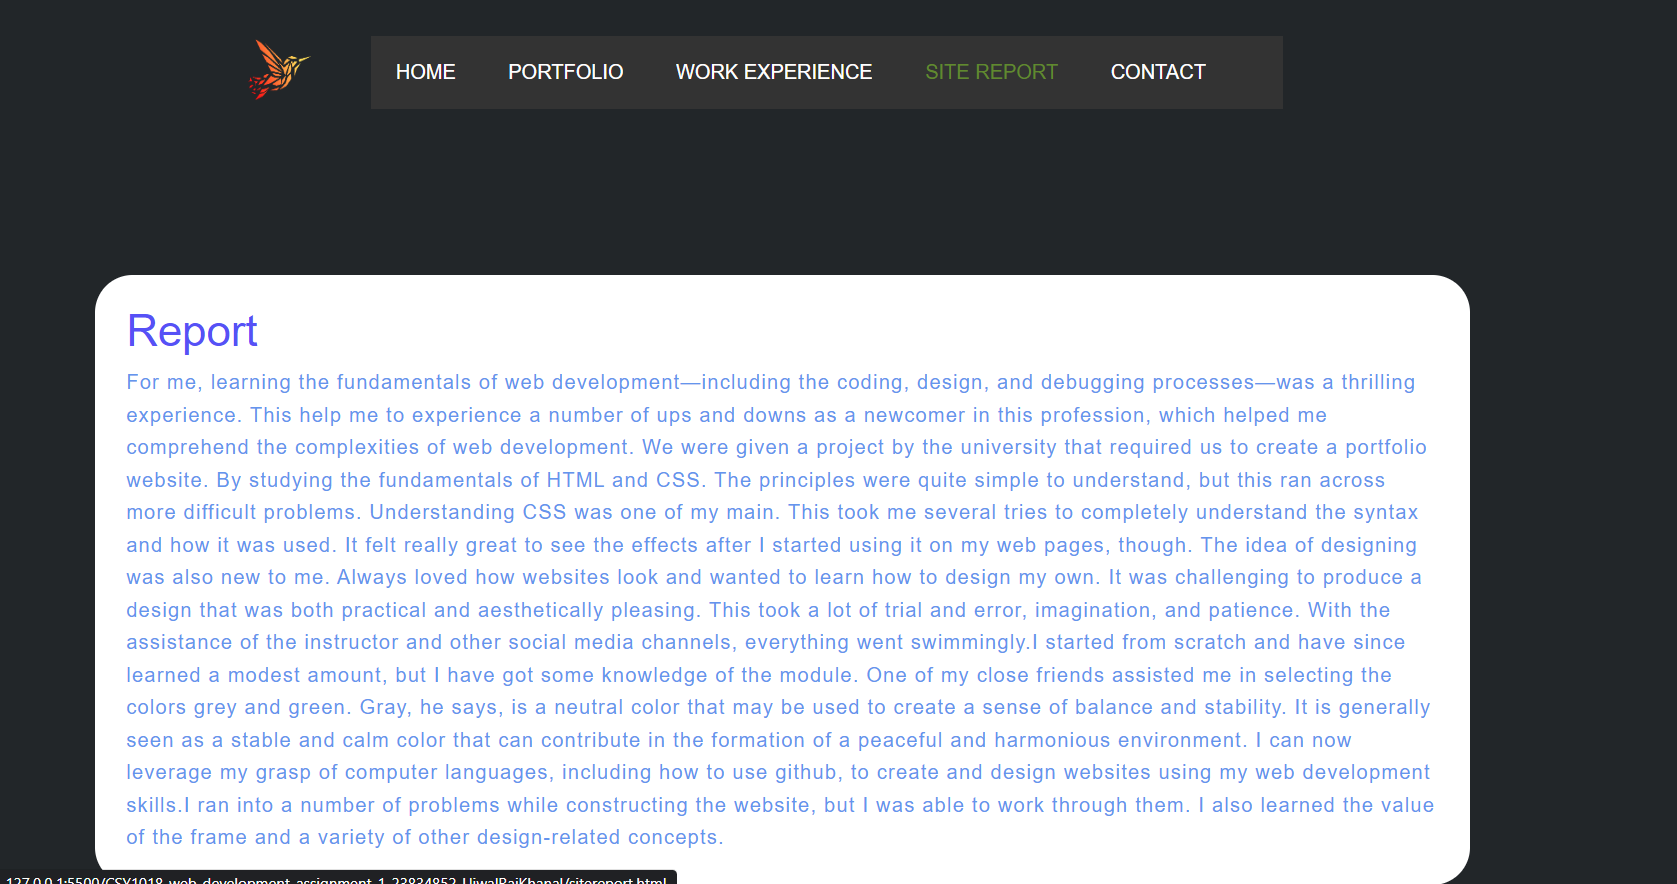 HOME PORTFOLIO WORK EXPERIENCE SITE REPORT CONTACT
Report
For me, learning the fundamentals of web development—including the coding, design, and debugging processes—was a thrilling
experience. This help me to experience a number of ups and downs as a newcomer in this profession, which helped me
comprehend the complexities of web development. We were given a project by the university that required us to create a portfolio
website. By studying the fundamentals of HTML and CSS. The principles were quite simple to understand, but this ran across
more difficult problems. Understanding CSS was one of my main. This took me several tries to completely understand the syntax
and how it was used. It felt really great to see the effects after I started using it on my web pages, though. The idea of designing
was also new to me. Always loved how websites look and wanted to learn how to design my own. It was challenging to produce a
design that was both practical and aesthetically pleasing. This took a lot of trial and error, imagination, and patience. With the
assistance of the instructor and other social media channels, everything went swimmingly.I started from scratch and have since
learned a modest amount, but I have got some knowledge of the module. One of my close friends assisted me in selecting the
colors grey and green. Gray, he says, is a neutral color that may be used to create a sense of balance and stability. It is generally
seen as a stable and calm color that can contribute in the formation of a peaceful and harmonious environment. I can now
leverage my grasp of computer languages, including how to use github, to create and design websites using my web development
skills.I ran into a number of problems while constructing the website, but I was able to work through them. I also learned the value
of the frame and a variety of other design-related concepts.
127.0.0.1:5500/CSY1018_web_development_assignment_1_23834852_UjwalRajKhanal/sitereport.html